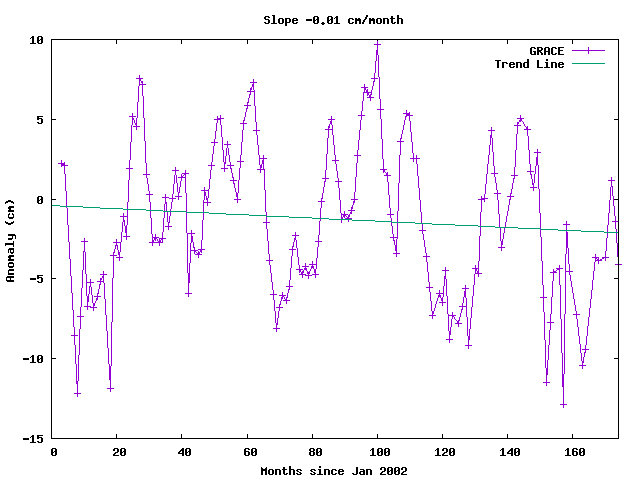 Slope -0.01 cm/month
GRACE
Trend Line
10
5
0
-5
-10
-15
Anomaly (cm)
0 20 40 60 80 100 120 140 160
Months since Jan 2002